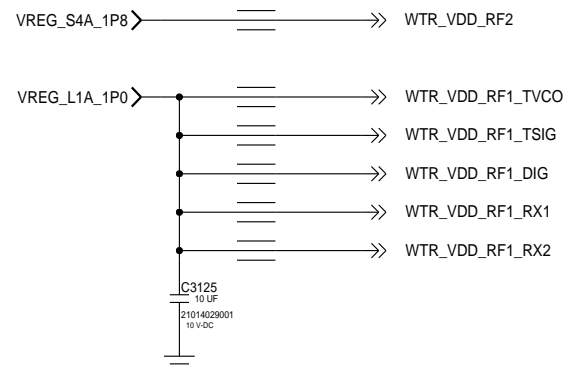 VREG_S4A_1P8 WTR_VDD_RF2
VREG_L1A_1P0 WTR_VDD_RF1_TVCO
WTR_VDD_RF1_TSIG
WTR_VDD_RF1_DIG
WTR_VDD_RF1_RX1
WTR_VDD_RF1_RX2
C3125
10 UF
21014029001
10 V-DC